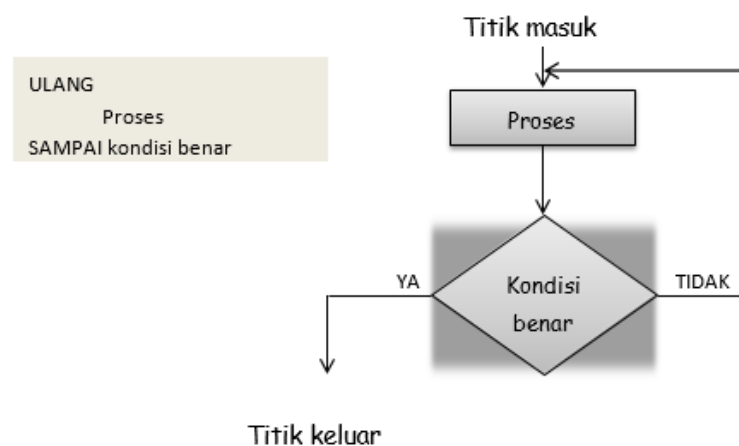 Titik masuk
ULANG
Proses
SAMPAI kondisi benar
Proses
YA
Kondisi
benar
TIDAK
Titik keluar